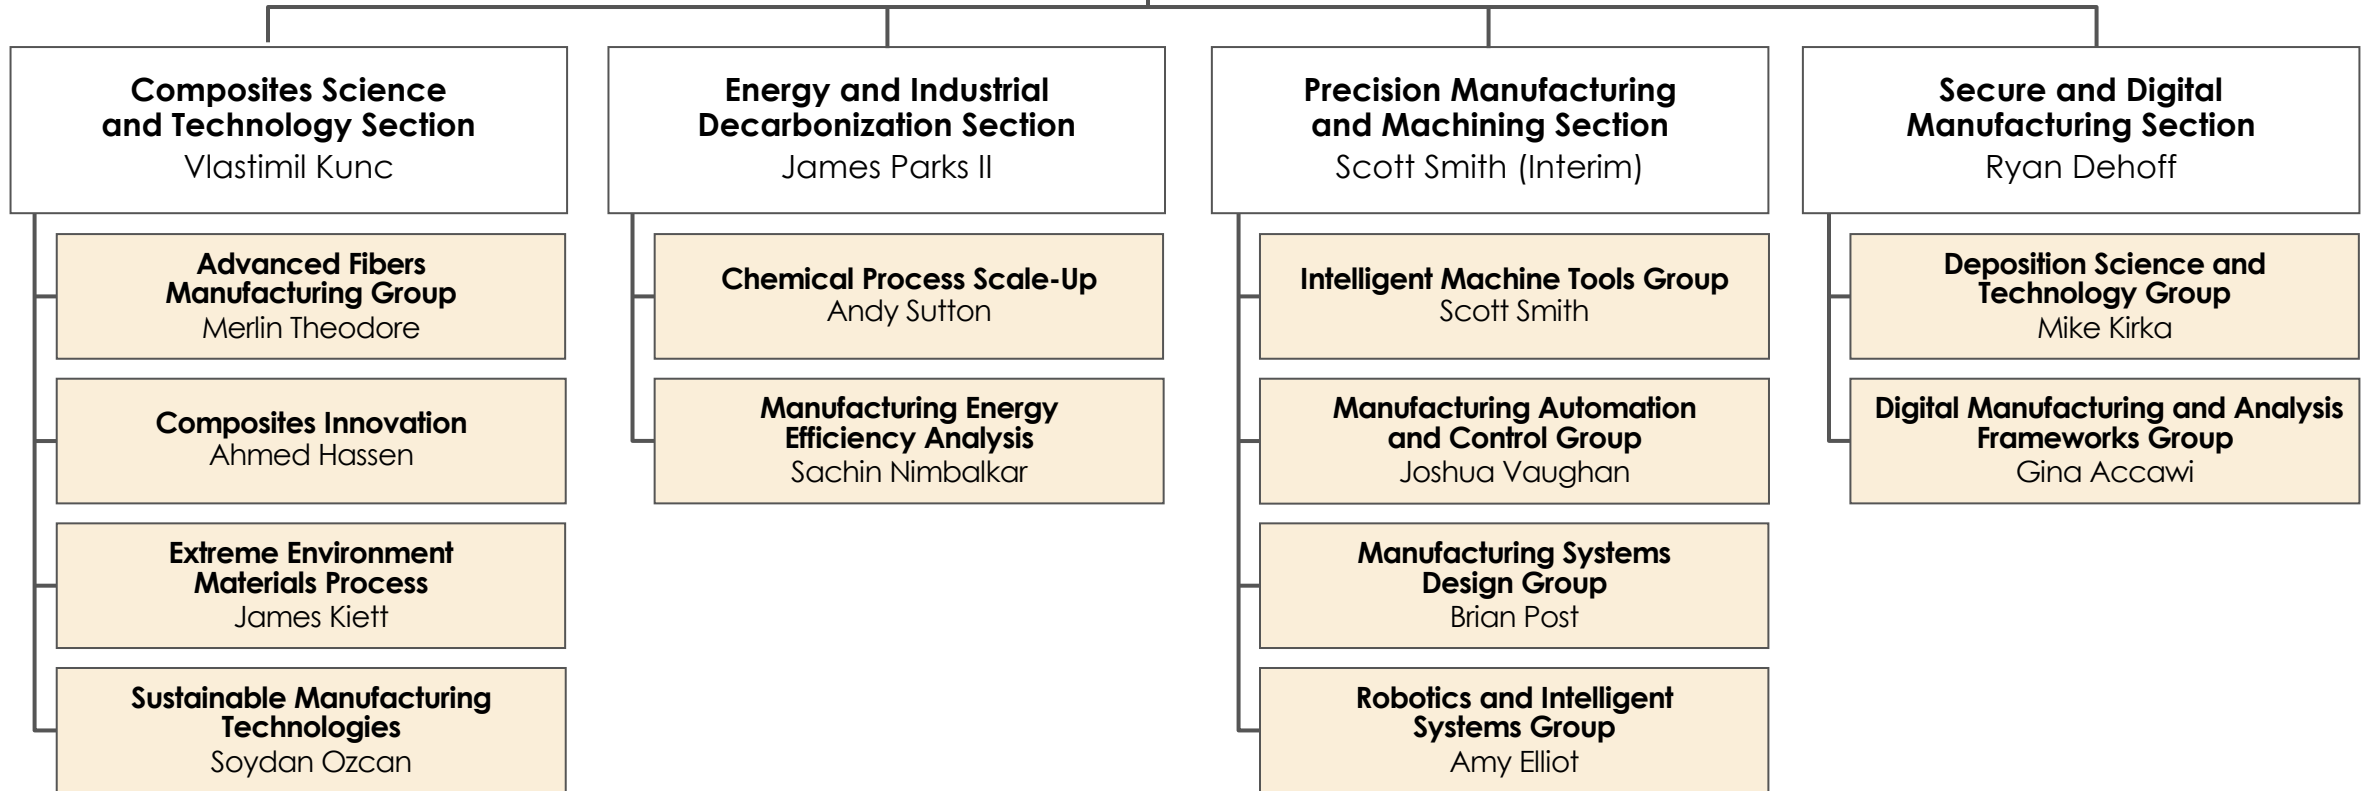 Composites Science
and Technology Section
Vlastimil Kunc
Advanced Fibers
Manufacturing Group
Merlin Theodore
Composites Innovation
Ahmed Hassen
Extreme Environment
Materials Process
James Kiett
Sustainable Manufacturing
Technologies
Soydan Ozcan
Energy and Industrial
Decarbonization Section
James Parks II
Chemical Process Scale-Up
Andy Sutton
Manufacturing Energy
Efficiency Analysis
Sachin Nimbalkar
Precision Manufacturing
and Machining Section
Scott Smith (Interim)
Intelligent Machine Tools Group
Scott Smith
Manufacturing Automation
and Control Group
Joshua Vaughan
Manufacturing Systems
Design Group
Brian Post
Robotics and Intelligent
Systems Group
Amy Elliot
Secure and Digital
Manufacturing Section
Ryan Dehoff
Deposition Science and
Technology Group
Mike Kirka
Digital Manufacturing and Analysis
Frameworks Group
Gina Accawi